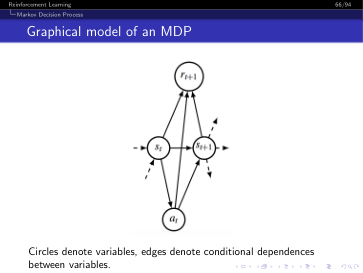 Reinforcement Learning 66/94
Markov Decision Process
Graphical model of an MDP
r_{t+1}
s_t s_{t+1}
a_t
Circles denote variables, edges denote conditional dependences
between variables.